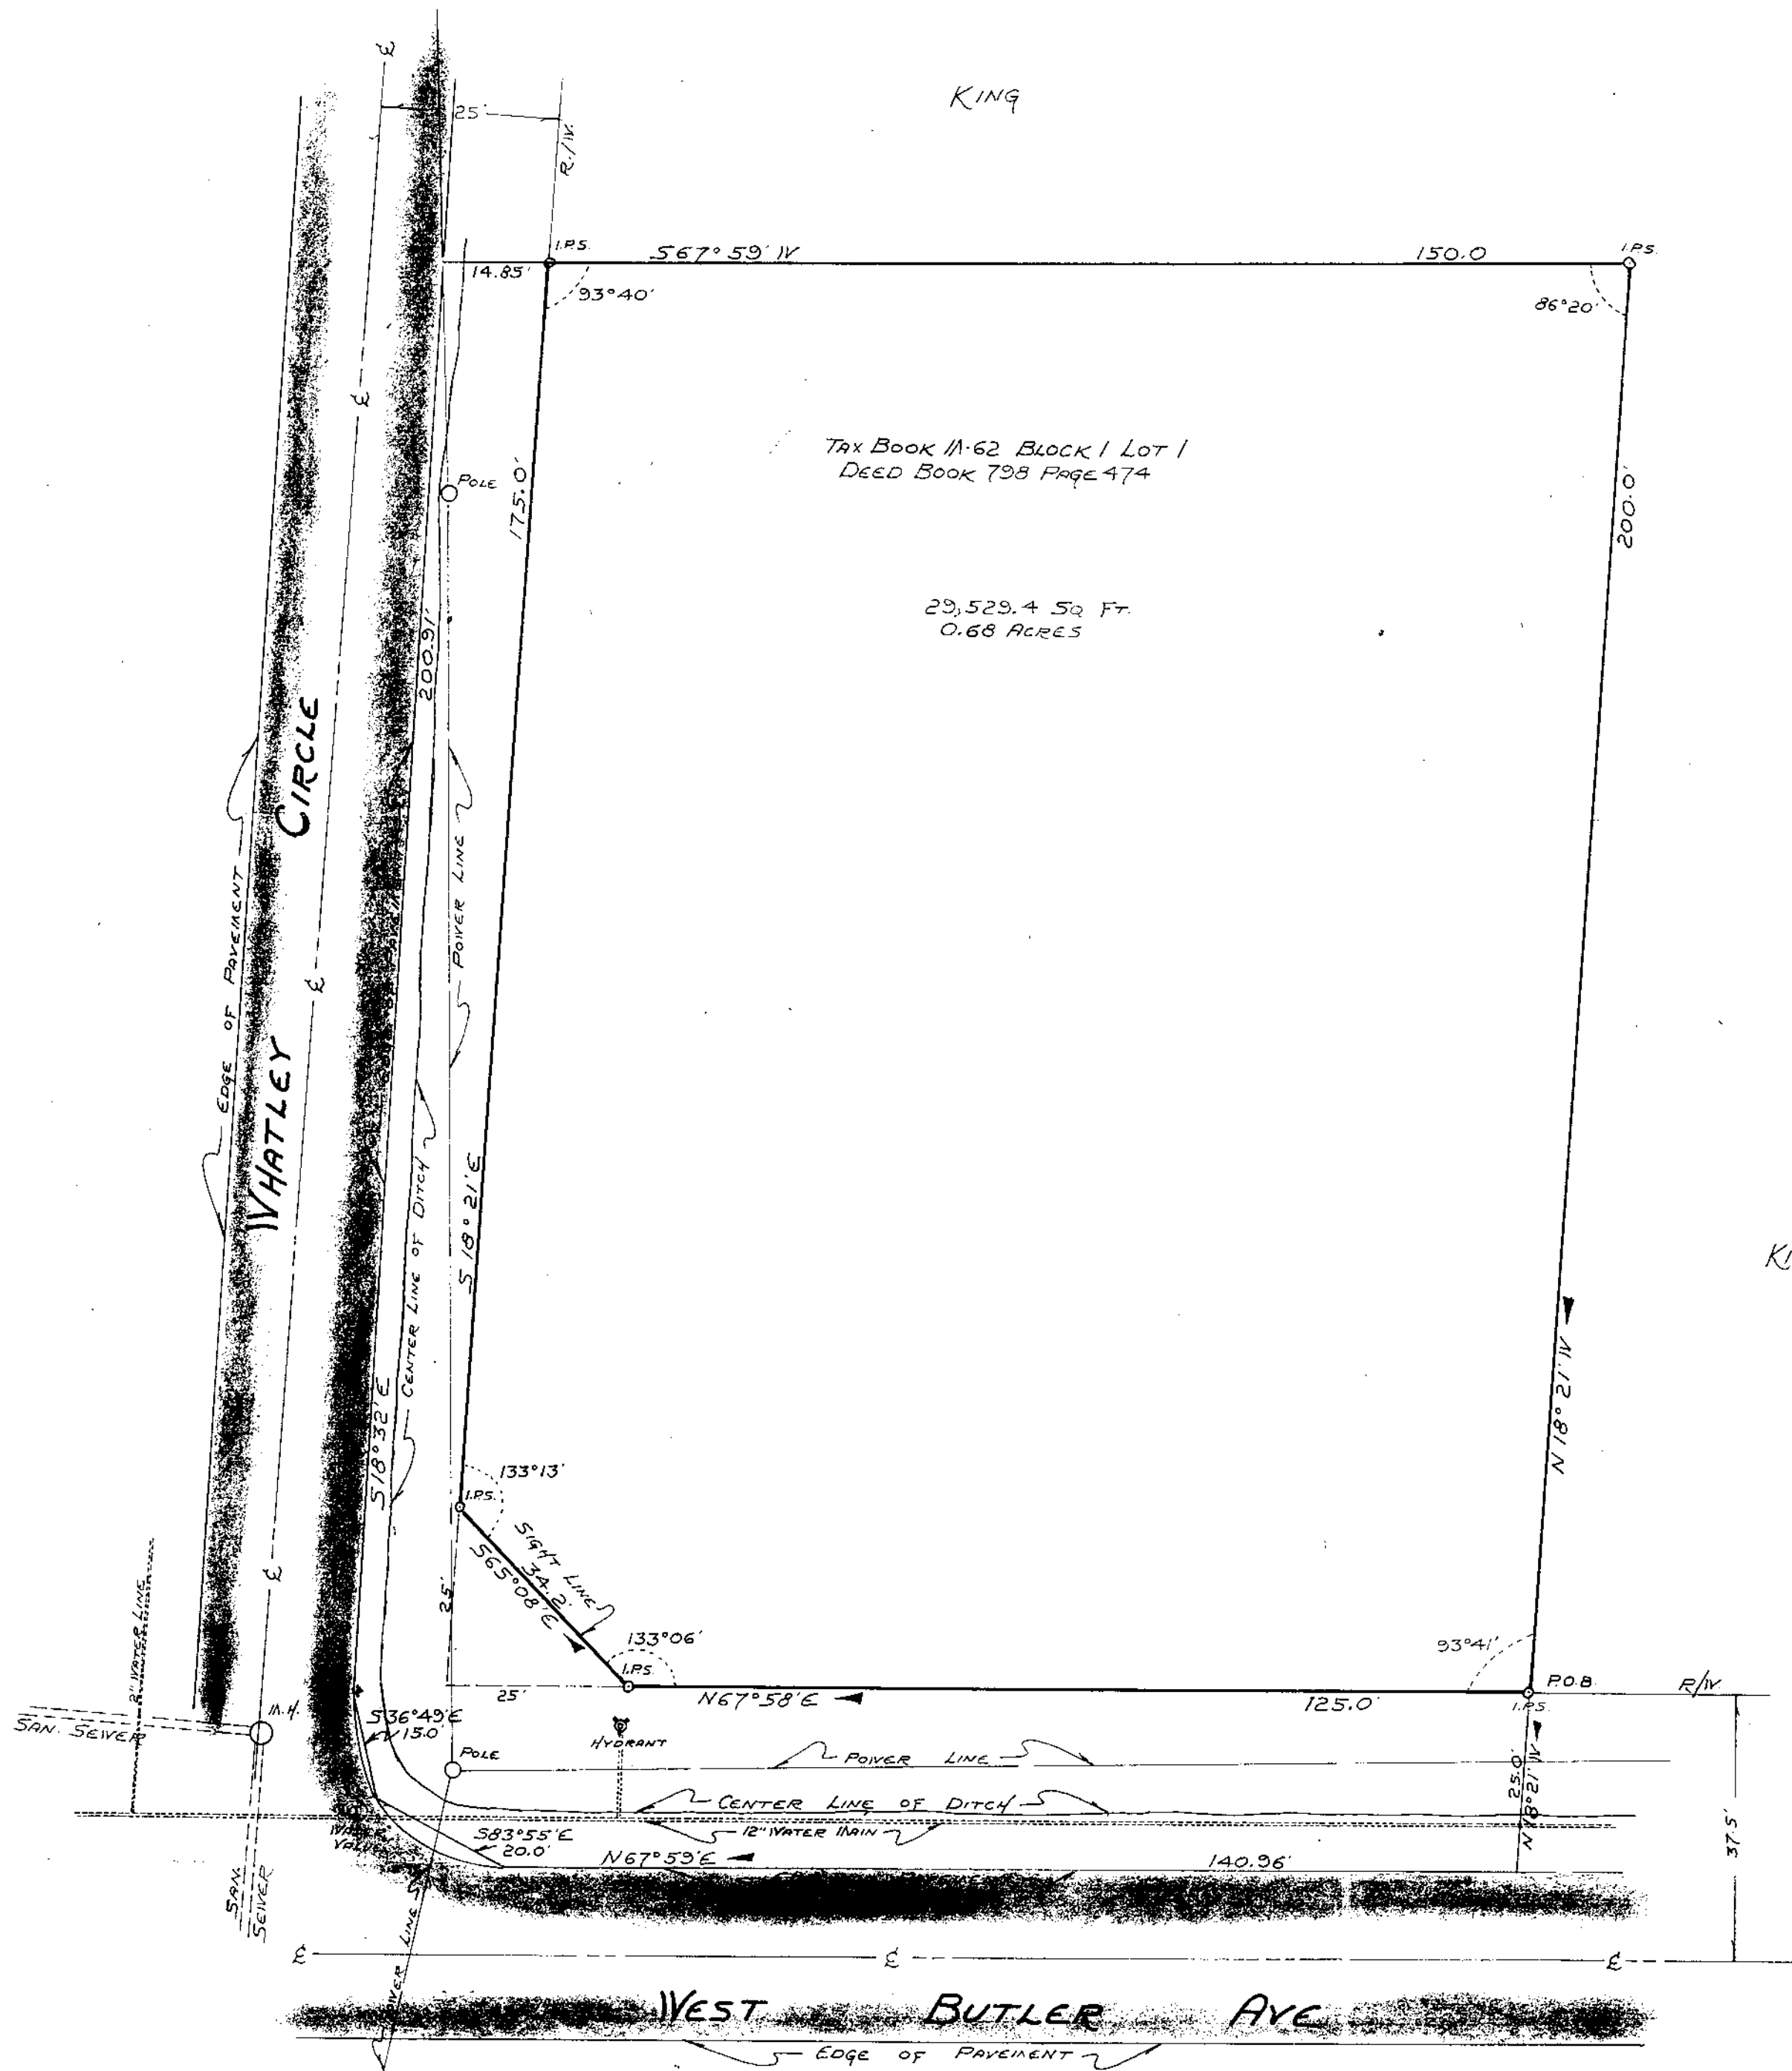 KING
25'
R/W
I.P.S.
S67°59'W
150.0
I.P.S.
14.85'
93°40'
86°20'
TAX BOOK M-62 BLOCK 1 LOT 1
DEED BOOK 798 PAGE 474
POLE
175.0'
200.0'
29,529.4 SQ FT.
0.68 ACRES
200.91'
WHATLEY CIRCLE
EDGE OF PAVEMENT
POWER LINE
CENTER LINE OF DITCH
S 18° 21' E
S18°32'E
N 18° 21' W
KI
133°13'
I.P.S.
SIGHT LINE
34.2'
S65°08'E
25'
133°06'
93°41'
I.P.S.
25'
N67°58'E
125.0'
P.O.B.
R/W
I.P.S.
2" WATER LINE
M.H.
SAN. SEWER
S36°49'E
15.0'
HYDRANT
POLE
POWER LINE
25.0'
N 18° 21' W
37.5'
CENTER LINE OF DITCH
12" WATER MAIN
WATER
S83°55'E
20.0'
N67°59'E
140.96'
SAN.
SEWER
POWER LINE
WEST BUTLER AVE
EDGE OF PAVEMENT